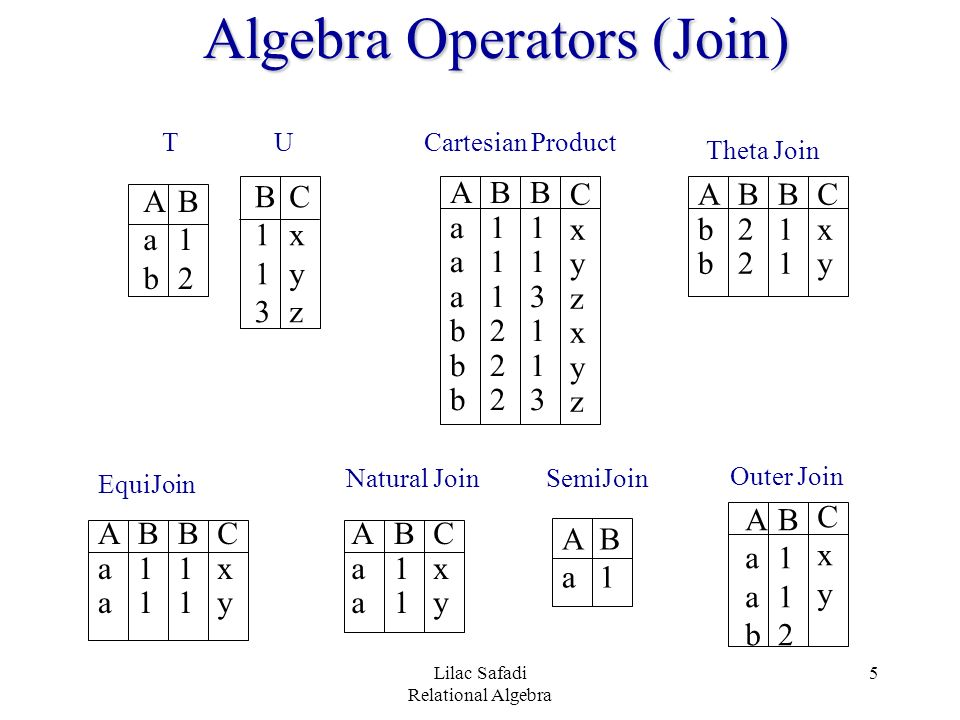 Algebra Operators (Join)
T U Cartesian Product Theta Join
A B
a 1
b 2
B C
1 x
1 y
3 z
A B B C
a 1 1 x
a 1 1 y
a 1 3 z
b 2 1 x
b 2 1 y
b 2 3 z
A B B C
b 2 1 x
b 2 1 y
EquiJoin
A B B C
a 1 1 x
a 1 1 y
Natural Join
A B C
a 1 x
a 1 y
SemiJoin
A B
a 1
Outer Join
A B C
a 1 x
a 1 y
b 2
Lilac Safadi
Relational Algebra
5